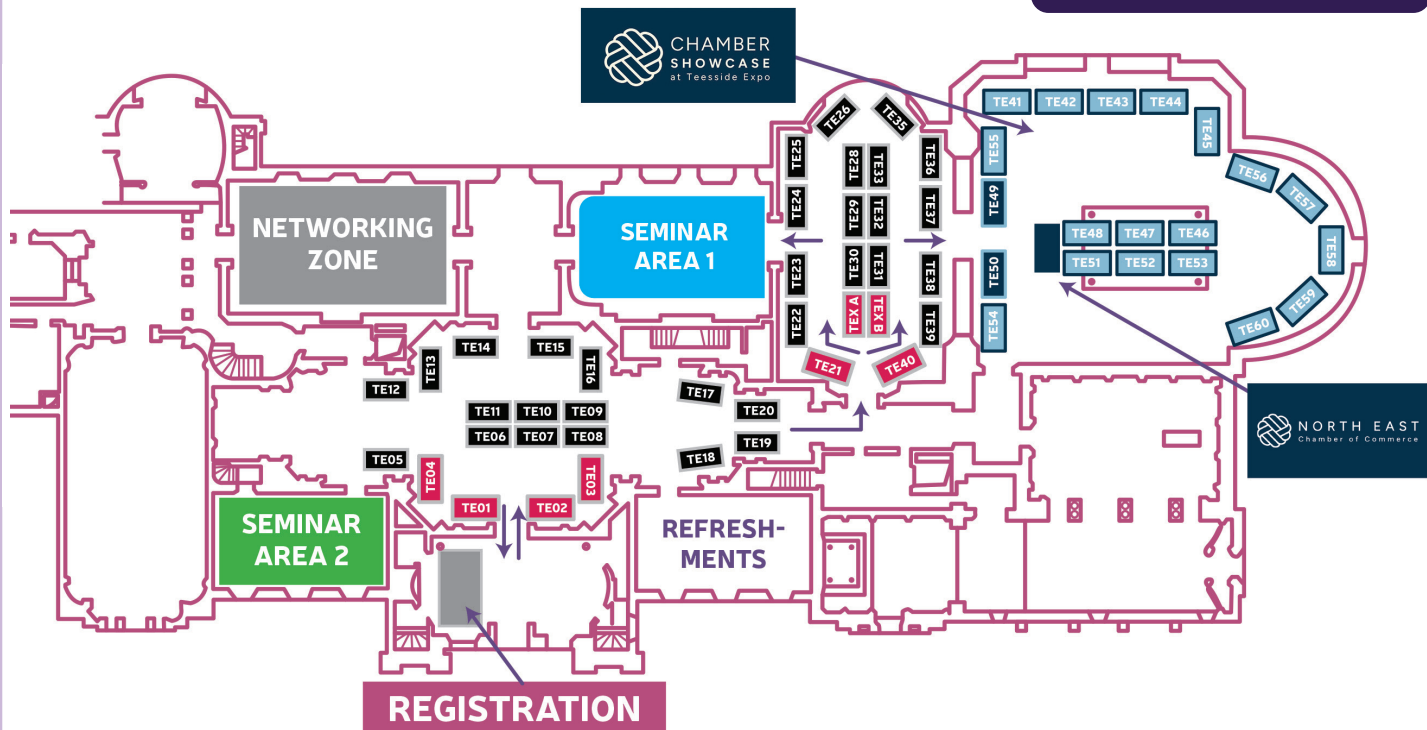 CHAMBER
SHOWCASE
at Teesside Expo
TE41
TE42
TE43
TE44
TE45
TE55
TE49
TE50
TE54
TE56
TE57
TE58
TE59
TE60
TE48
TE47
TE46
TE51
TE52
TE53
NORTH EAST
Chamber of Commerce
TE26
TE35
TE25
TE24
TE23
TE22
TE28
TE33
TE29
TE32
TE30
TE31
TEX A
TEX B
TE36
TE37
TE38
TE39
TE21
TE40
NETWORKING
ZONE
SEMINAR
AREA 1
TE14
TE15
TE13
TE16
TE12
TE11
TE10
TE09
TE06
TE07
TE08
TE05
TE04
TE03
TE01
TE02
TE17
TE20
TE18
TE19
SEMINAR
AREA 2
REFRESH-
MENTS
REGISTRATION